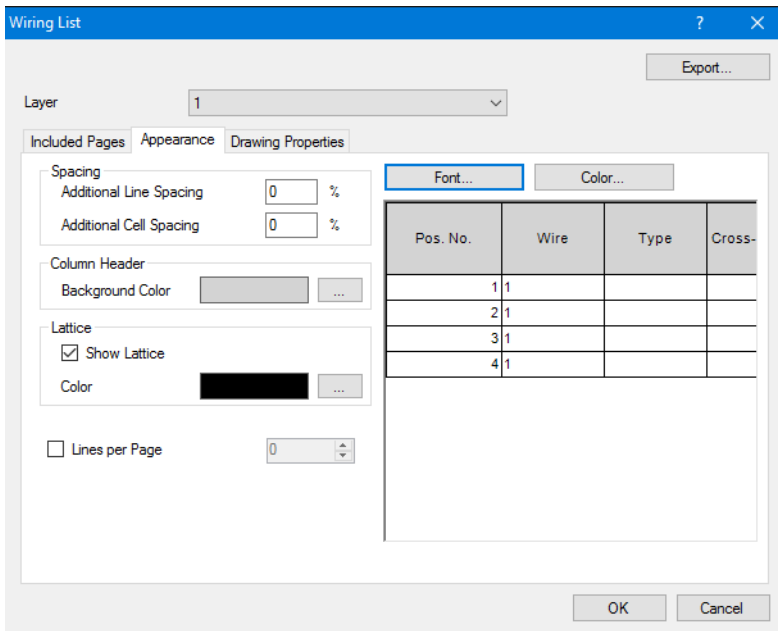 Wiring List ?
Export...
Layer 1
Included Pages Appearance Drawing Properties
Spacing
Additional Line Spacing 0 %
Additional Cell Spacing 0 %
Column Header
Background Color ...
Lattice
Show Lattice
Color ...
Lines per Page 0
Font... Color...
Pos. No. Wire Type Cross-
1 1
2 1
3 1
4 1
OK Cancel